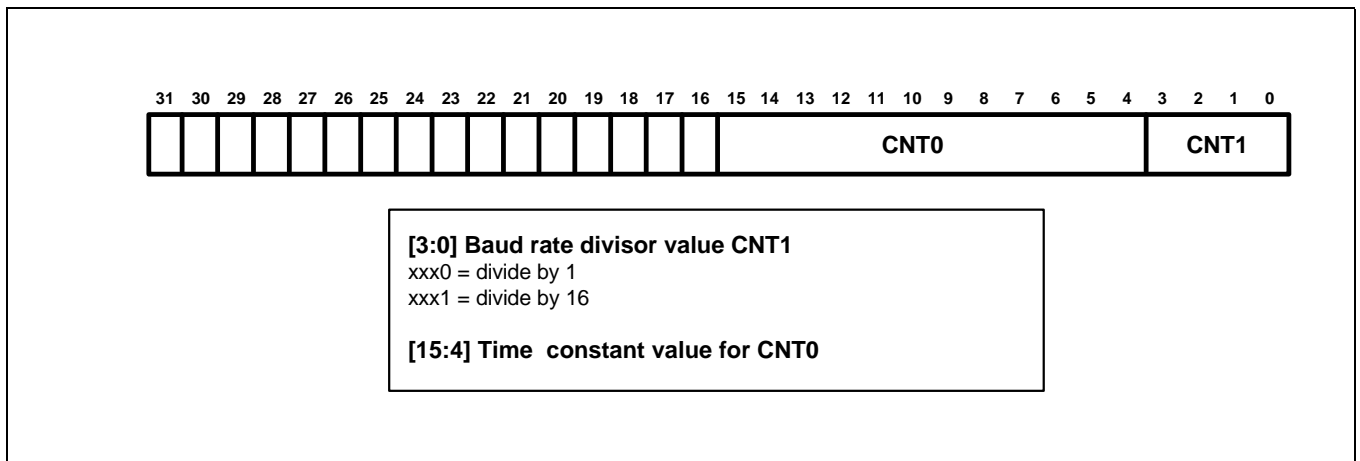 31 30 29 28 27 26 25 24 23 22 21 20 19 18 17 16 15 14 13 12 11 10 9 8 7 6 5 4 3 2 1 0
CNT0 CNT1
[3:0] Baud rate divisor value CNT1
xxx0 = divide by 1
xxx1 = divide by 16
[15:4] Time constant value for CNT0